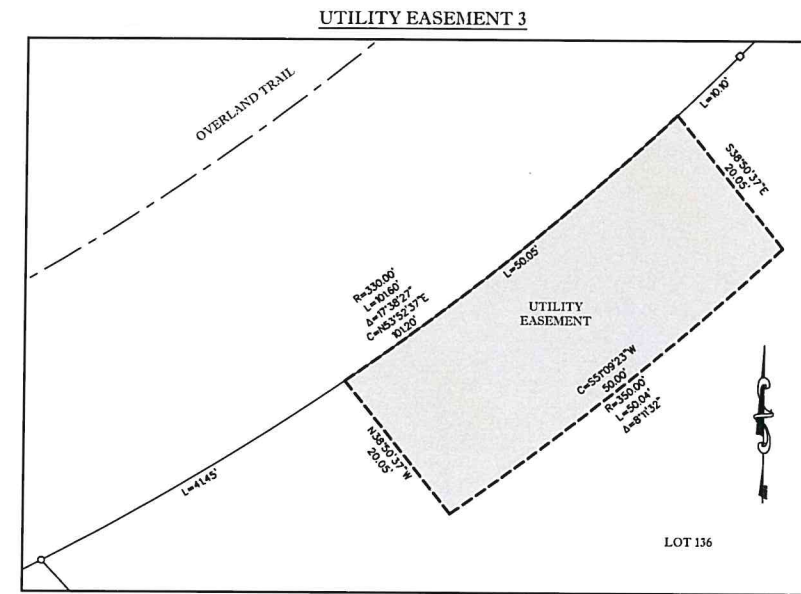 UTILITY EASEMENT 3
OVERLAND TRAIL
L=10.10'
S38°50'37"E
20.05'
L=50.05'
R=330.00'
L=101.60'
Δ=17°38'27"
C=N53°52'37"E
101.20'
UTILITY
EASEMENT
C=S51°09'23"W
50.00'
R=350.00'
L=50.04'
Δ=8°11'32"
N38°50'37"W
20.05'
L=41.45'
LOT 136